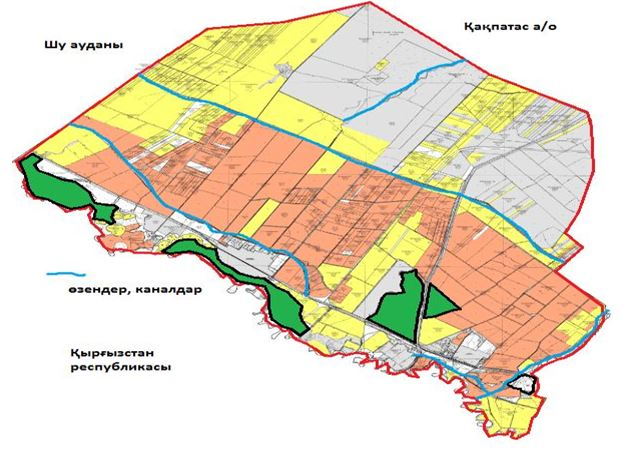 Қақпатас а/о
Шу ауданы
өзендер, каналдар
Қырғызстан
республикасы